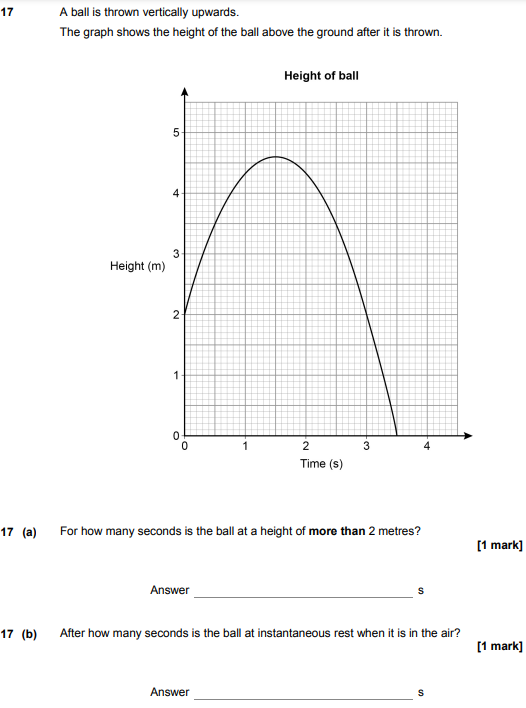 17 A ball is thrown vertically upwards.
The graph shows the height of the ball above the ground after it is thrown.
Height of ball
5
4
3
Height (m)
2
1
0
0 1 2 3 4
Time (s)
17 (a) For how many seconds is the ball at a height of more than 2 metres?
[1 mark]
Answer s
17 (b) After how many seconds is the ball at instantaneous rest when it is in the air?
[1 mark]
Answer s